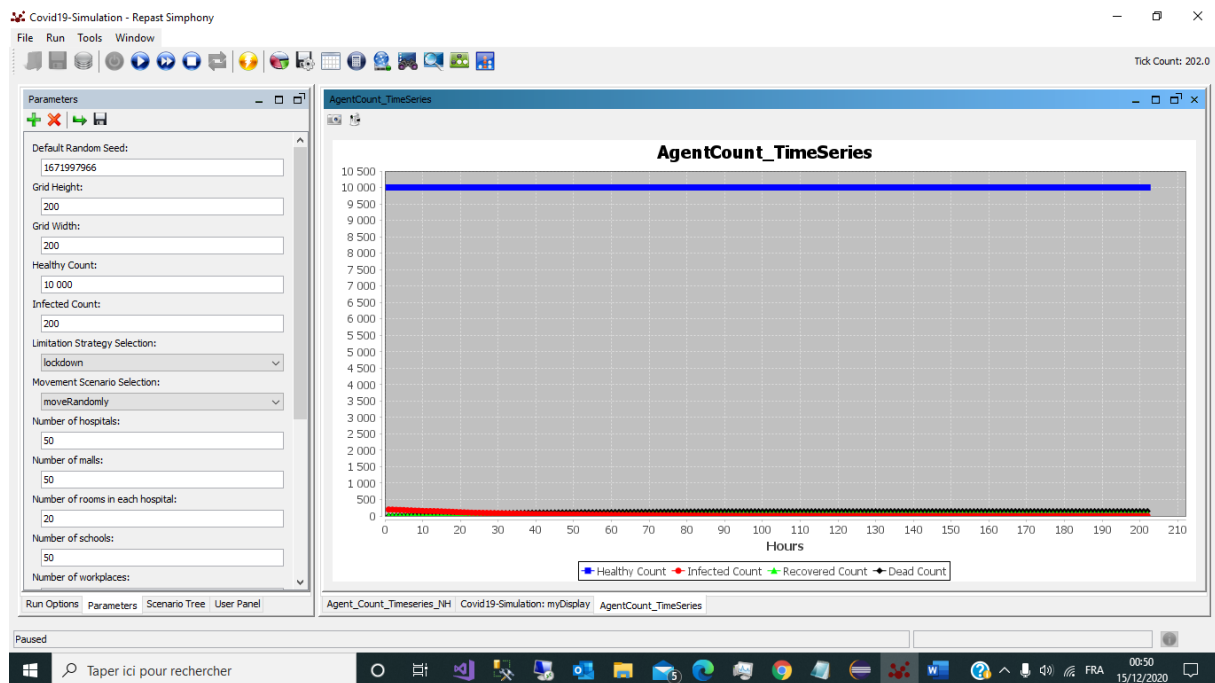 Covid19-Simulation - Repast Simphony
File Run Tools Window
Tick Count: 202.0
Parameters
Default Random Seed:
1671997966
Grid Height:
200
Grid Width:
200
Healthy Count:
10 000
Infected Count:
200
Limitation Strategy Selection:
lockdown
Movement Scenario Selection:
moveRandomly
Number of hospitals:
50
Number of malls:
50
Number of rooms in each hospital:
20
Number of schools:
50
Number of workplaces:
Run Options Parameters Scenario Tree User Panel
AgentCount_TimeSeries
AgentCount_TimeSeries
10 500
10 000
9 500
9 000
8 500
8 000
7 500
7 000
6 500
6 000
5 500
5 000
4 500
4 000
3 500
3 000
2 500
2 000
1 500
1 000
500
0
0 10 20 30 40 50 60 70 80 90 100 110 120 130 140 150 160 170 180 190 200 210
Hours
Healthy Count Infected Count Recovered Count Dead Count
Agent_Count_Timeseries_NH Covid19-Simulation: myDisplay AgentCount_TimeSeries
Paused
Taper ici pour rechercher
5
FRA
00:50
15/12/2020